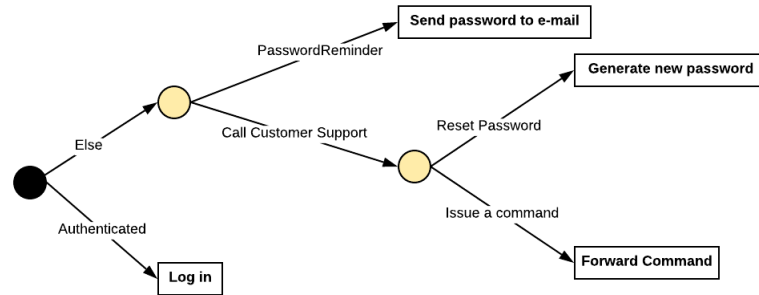 Send password to e-mail
PasswordReminder
Generate new password
Reset Password
Call Customer Support
Else
Issue a command
Authenticated
Forward Command
Log in